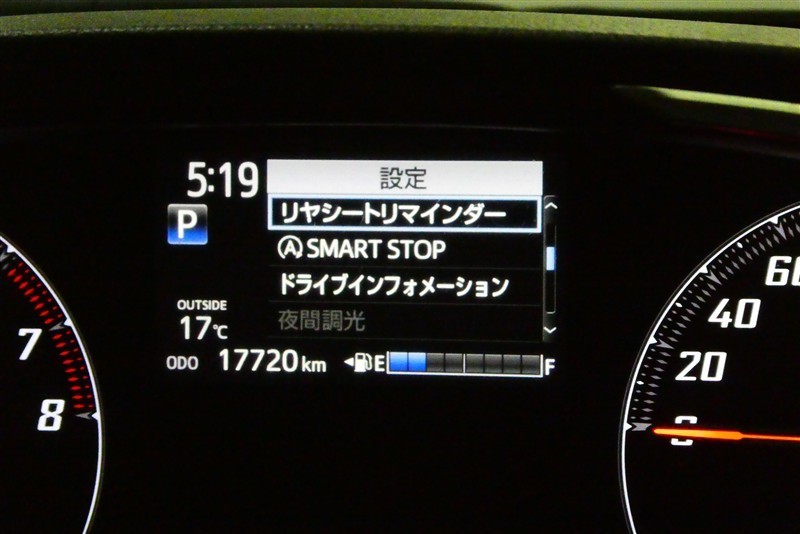 5:19
設定
P
リヤシートリマインダー
A SMART STOP
ドライブインフォメーション
夜間調光
OUTSIDE
17℃
ODO 17720 km
E F
7
8
60
40
20
0